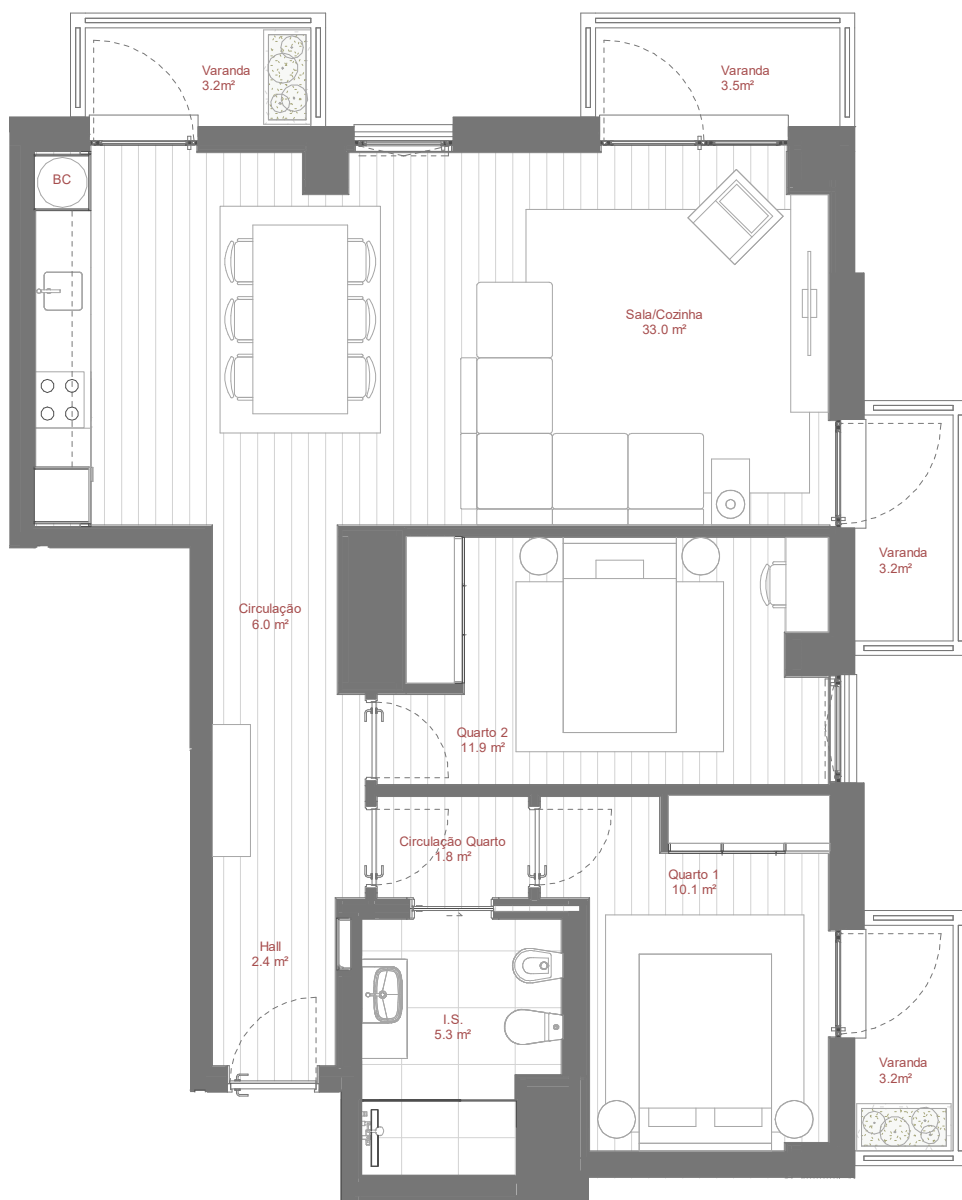 Varanda
3.2m²
Varanda
3.5m²
BC
Sala/Cozinha
33.0 m²
Varanda
3.2m²
Circulação
6.0 m²
Quarto 2
11.9 m²
Circulação Quarto
1.8 m²
Quarto 1
10.1 m²
Hall
2.4 m²
I.S.
5.3 m²
Varanda
3.2m²